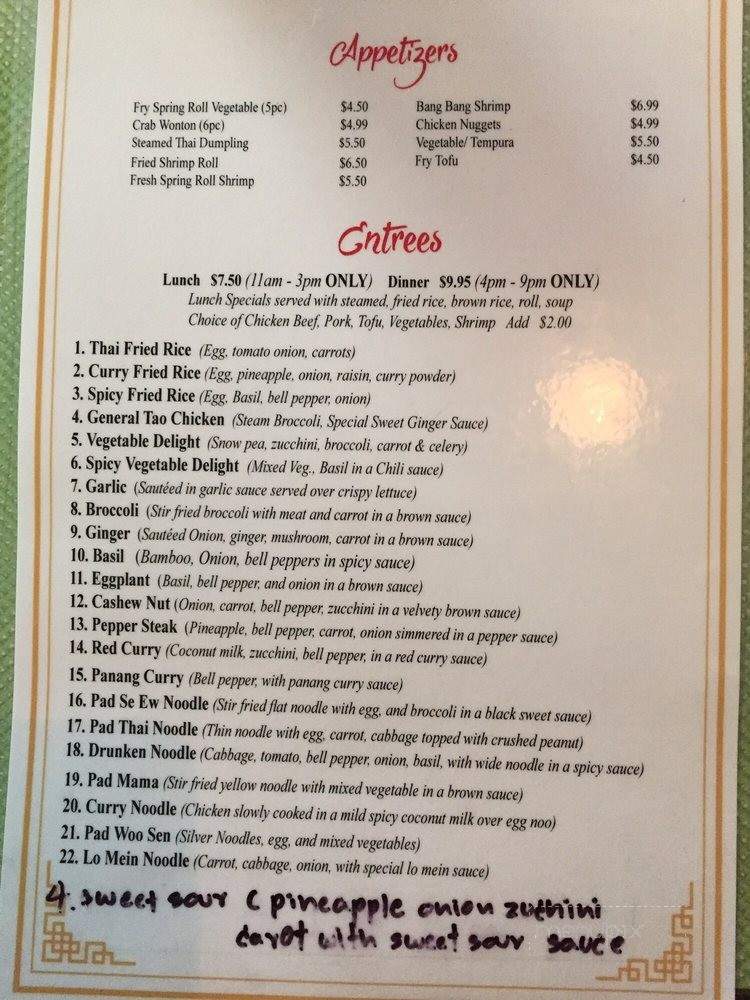 Appetizers
Fry Spring Roll Vegetable (5pc) $4.50
Crab Wonton (6pc) $4.99
Steamed Thai Dumpling $5.50
Fried Shrimp Roll $6.50
Fresh Spring Roll Shrimp $5.50
Bang Bang Shrimp $6.99
Chicken Nuggets $4.99
Vegetable/ Tempura $5.50
Fry Tofu $4.50
Entrees
Lunch $7.50 (11am - 3pm ONLY) Dinner $9.95 (4pm - 9pm ONLY)
Lunch Specials served with steamed, fried rice, brown rice, roll, soup
Choice of Chicken Beef, Pork, Tofu, Vegetables, Shrimp Add $2.00
1. Thai Fried Rice (Egg, tomato onion, carrots)
2. Curry Fried Rice (Egg, pineapple, onion, raisin, curry powder)
3. Spicy Fried Rice (Egg, Basil, bell pepper, onion)
4. General Tao Chicken (Steam Broccoli, Special Sweet Ginger Sauce)
5. Vegetable Delight (Snow pea, zucchini, broccoli, carrot & celery)
6. Spicy Vegetable Delight (Mixed Veg., Basil in a Chili sauce)
7. Garlic (Sautéed in garlic sauce served over crispy lettuce)
8. Broccoli (Stir fried broccoli with meat and carrot in a brown sauce)
9. Ginger (Sautéed Onion, ginger, mushroom, carrot in a brown sauce)
10. Basil (Bamboo, Onion, bell peppers in spicy sauce)
11. Eggplant (Basil, bell pepper, and onion in a brown sauce)
12. Cashew Nut (Onion, carrot, bell pepper, zucchini in a velvety brown sauce)
13. Pepper Steak (Pineapple, bell pepper, carrot, onion simmered in a pepper sauce)
14. Red Curry (Coconut milk, zucchini, bell pepper, in a red curry sauce)
15. Panang Curry (Bell pepper, with panang curry sauce)
16. Pad Se Ew Noodle (Stir fried flat noodle with egg, and broccoli in a black sweet sauce)
17. Pad Thai Noodle (Thin noodle with egg, carrot, cabbage topped with crushed peanut)
18. Drunken Noodle (Cabbage, tomato, bell pepper, onion, basil, with wide noodle in a spicy sauce)
19. Pad Mama (Stir fried yellow noodle with mixed vegetable in a brown sauce)
20. Curry Noodle (Chicken slowly cooked in a mild spicy coconut milk over egg noo)
21. Pad Woo Sen (Silver Noodles, egg, and mixed vegetables)
22. Lo Mein Noodle (Carrot, cabbage, onion, with special lo mein sauce)
4. sweet sour C pineapple onion zuthini
carot with sweet sour sauce